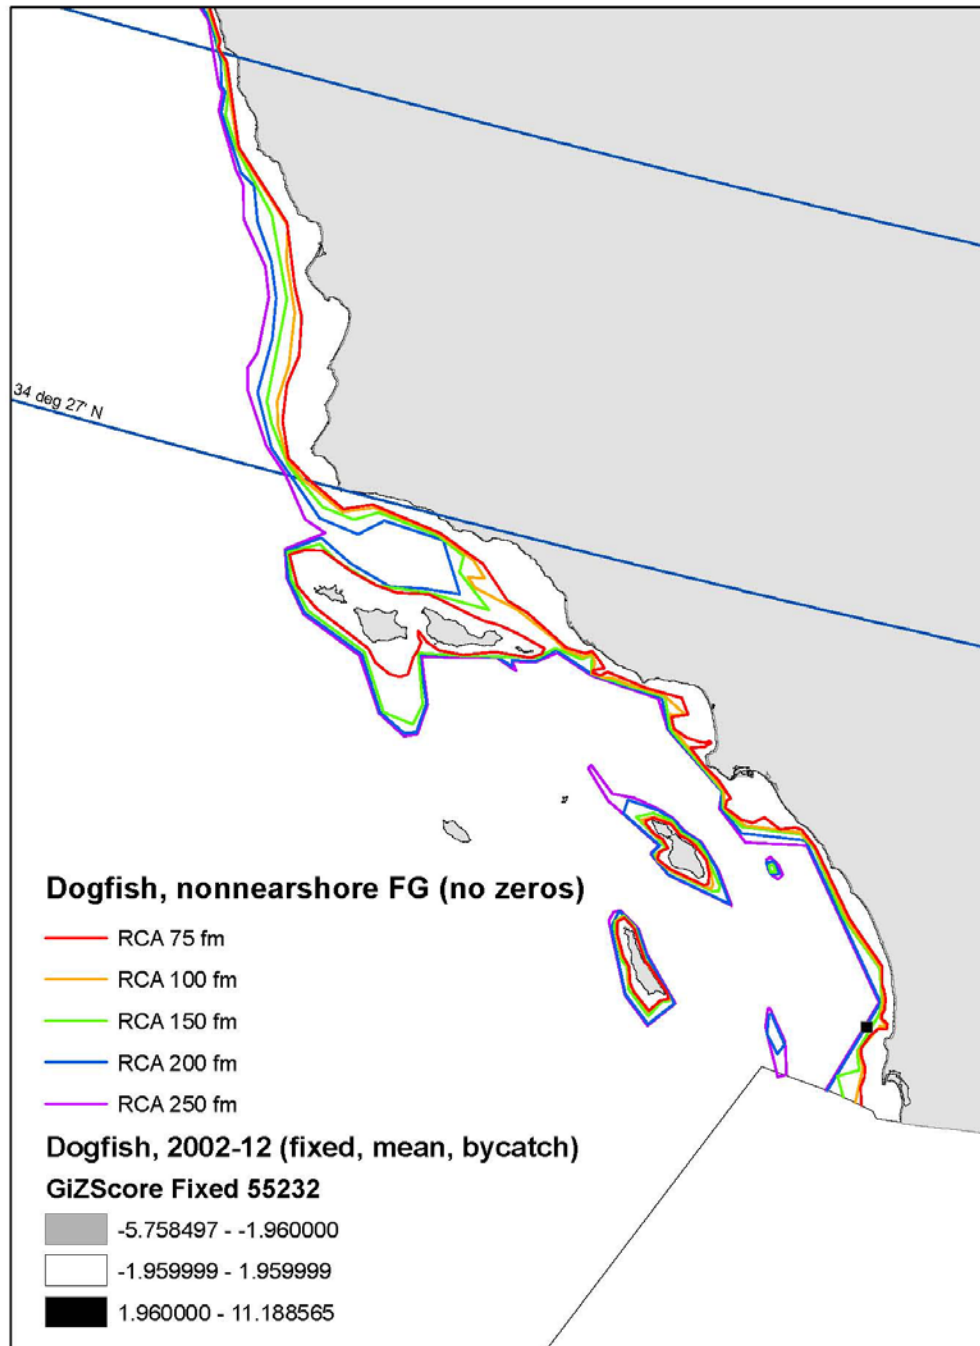 34 deg 27' N
Dogfish, nonnearshore FG (no zeros)
RCA 75 fm
RCA 100 fm
RCA 150 fm
RCA 200 fm
RCA 250 fm
Dogfish, 2002-12 (fixed, mean, bycatch)
GiZScore Fixed 55232
-5.758497 - -1.960000
-1.959999 - 1.959999
1.960000 - 11.188565